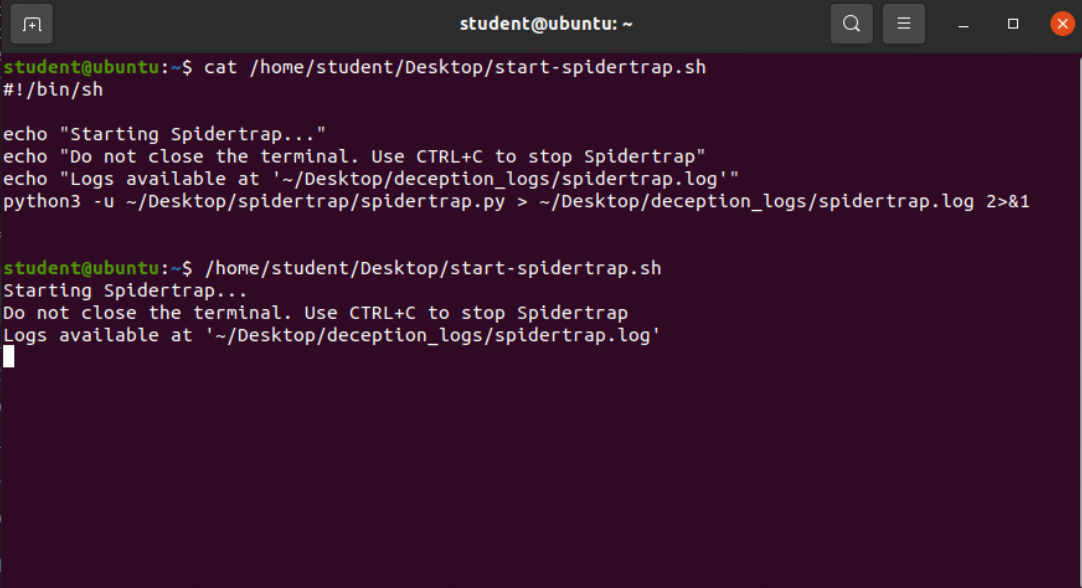 student@ubuntu: ~
student@ubuntu:~$ cat /home/student/Desktop/start-spidertrap.sh
#!/bin/sh
echo "Starting Spidertrap..."
echo "Do not close the terminal. Use CTRL+C to stop Spidertrap"
echo "Logs available at '~/Desktop/deception_logs/spidertrap.log'"
python3 -u ~/Desktop/spidertrap/spidertrap.py > ~/Desktop/deception_logs/spidertrap.log 2>&1
student@ubuntu:~$ /home/student/Desktop/start-spidertrap.sh
Starting Spidertrap...
Do not close the terminal. Use CTRL+C to stop Spidertrap
Logs available at '~/Desktop/deception_logs/spidertrap.log'